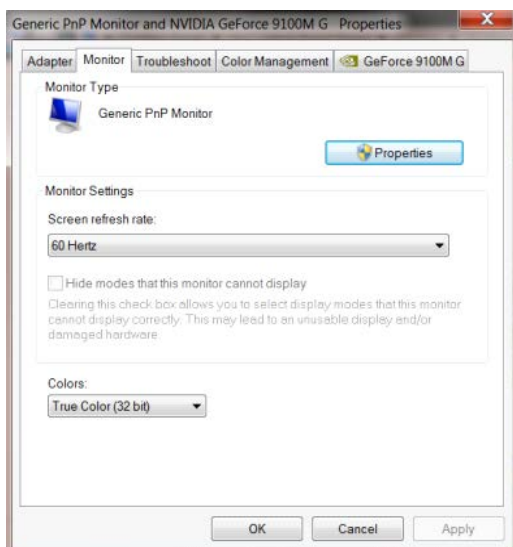 Generic PnP Monitor and NVIDIA GeForce 9100M G Properties
Adapter Monitor Troubleshoot Color Management GeForce 9100M G
Monitor Type
Generic PnP Monitor
Properties
Monitor Settings
Screen refresh rate:
60 Hertz
Hide modes that this monitor cannot display
Clearing this check box allows you to select display modes that this monitor
cannot display correctly. This may lead to an unusable display and/or
damaged hardware.
Colors:
True Color (32 bit)
OK Cancel Apply